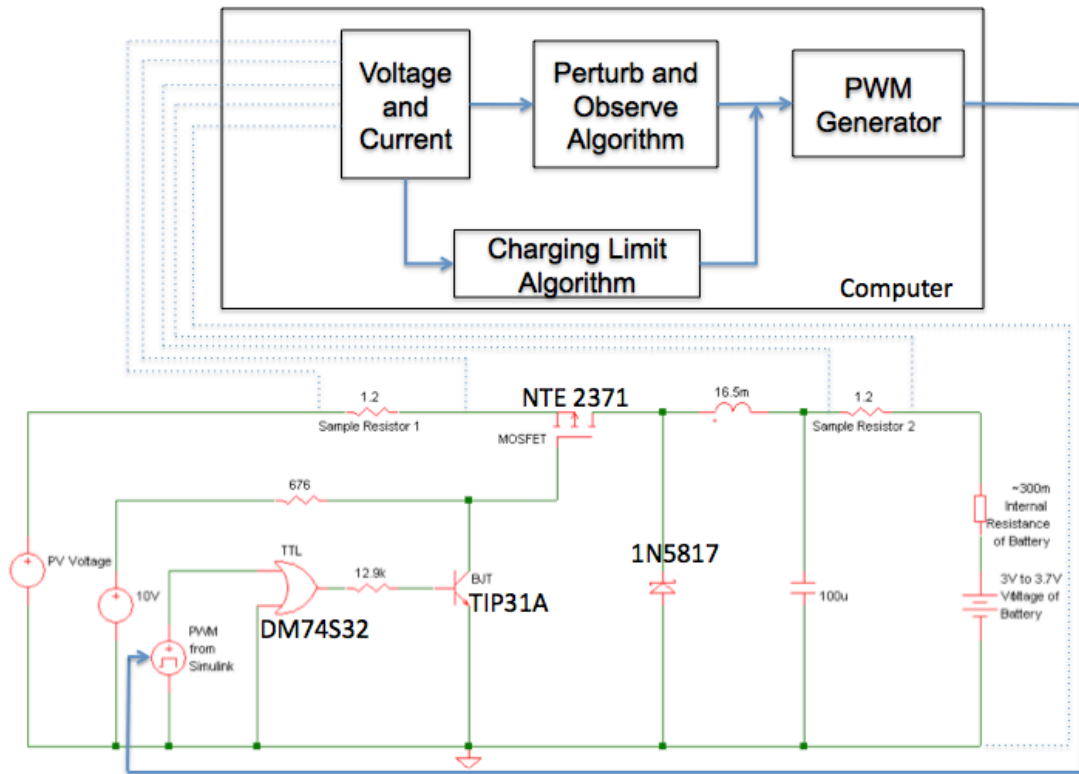 Voltage
and
Current
Perturb and
Observe
Algorithm
PWM
Generator
Charging Limit
Algorithm
Computer
1.2
Sample Resistor 1
NTE 2371
MOSFET
16.5m
1.2
Sample Resistor 2
676
~300m
Internal
Resistance
of Battery
PV Voltage
10V
TTL
12.9k
BJT
TIP31A
DM74S32
1N5817
100u
3V to 3.7V
of
Battery
PWM
from
Simulink